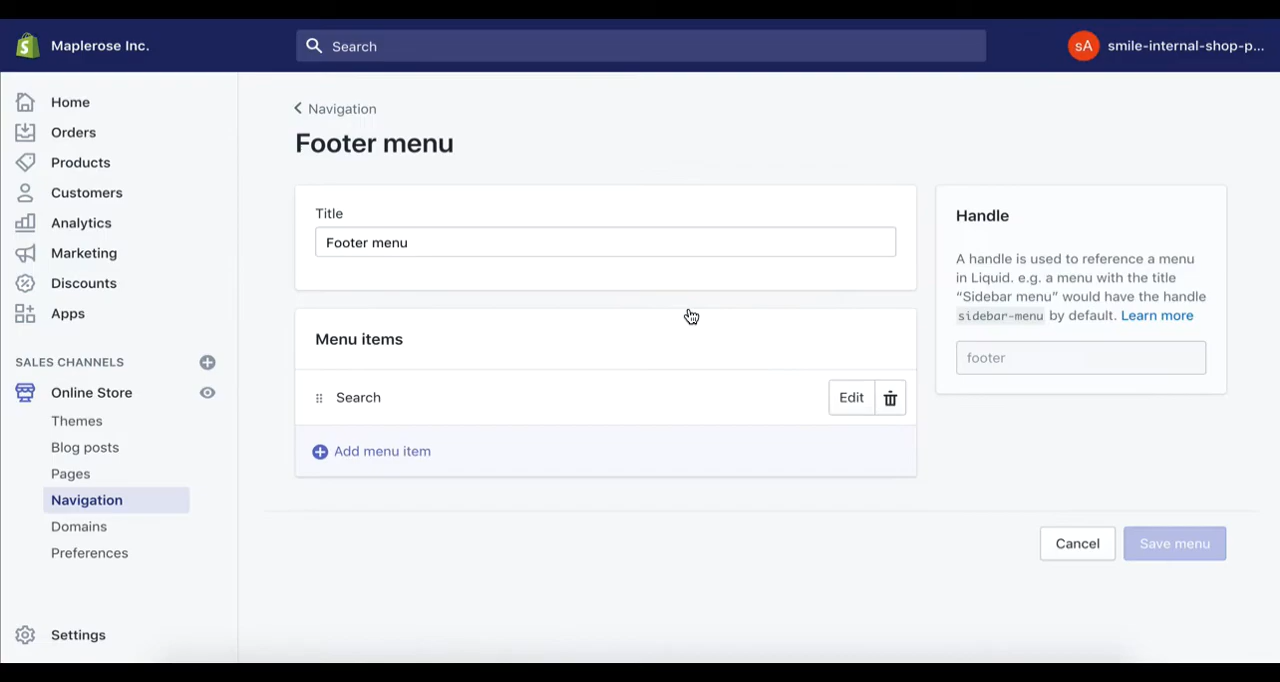 Maplerose Inc.
Search
sA
smile-internal-shop-p...
Home
Orders
Products
Customers
Analytics
Marketing
Discounts
Apps
SALES CHANNELS
Online Store
Themes
Blog posts
Pages
Navigation
Domains
Preferences
Settings
Navigation
Footer menu
Title
Footer menu
Menu items
Search
Edit
Add menu item
Handle
A handle is used to reference a menu
in Liquid. e.g. a menu with the title
“Sidebar menu” would have the handle
sidebar-menu by default. Learn more
footer
Cancel
Save menu